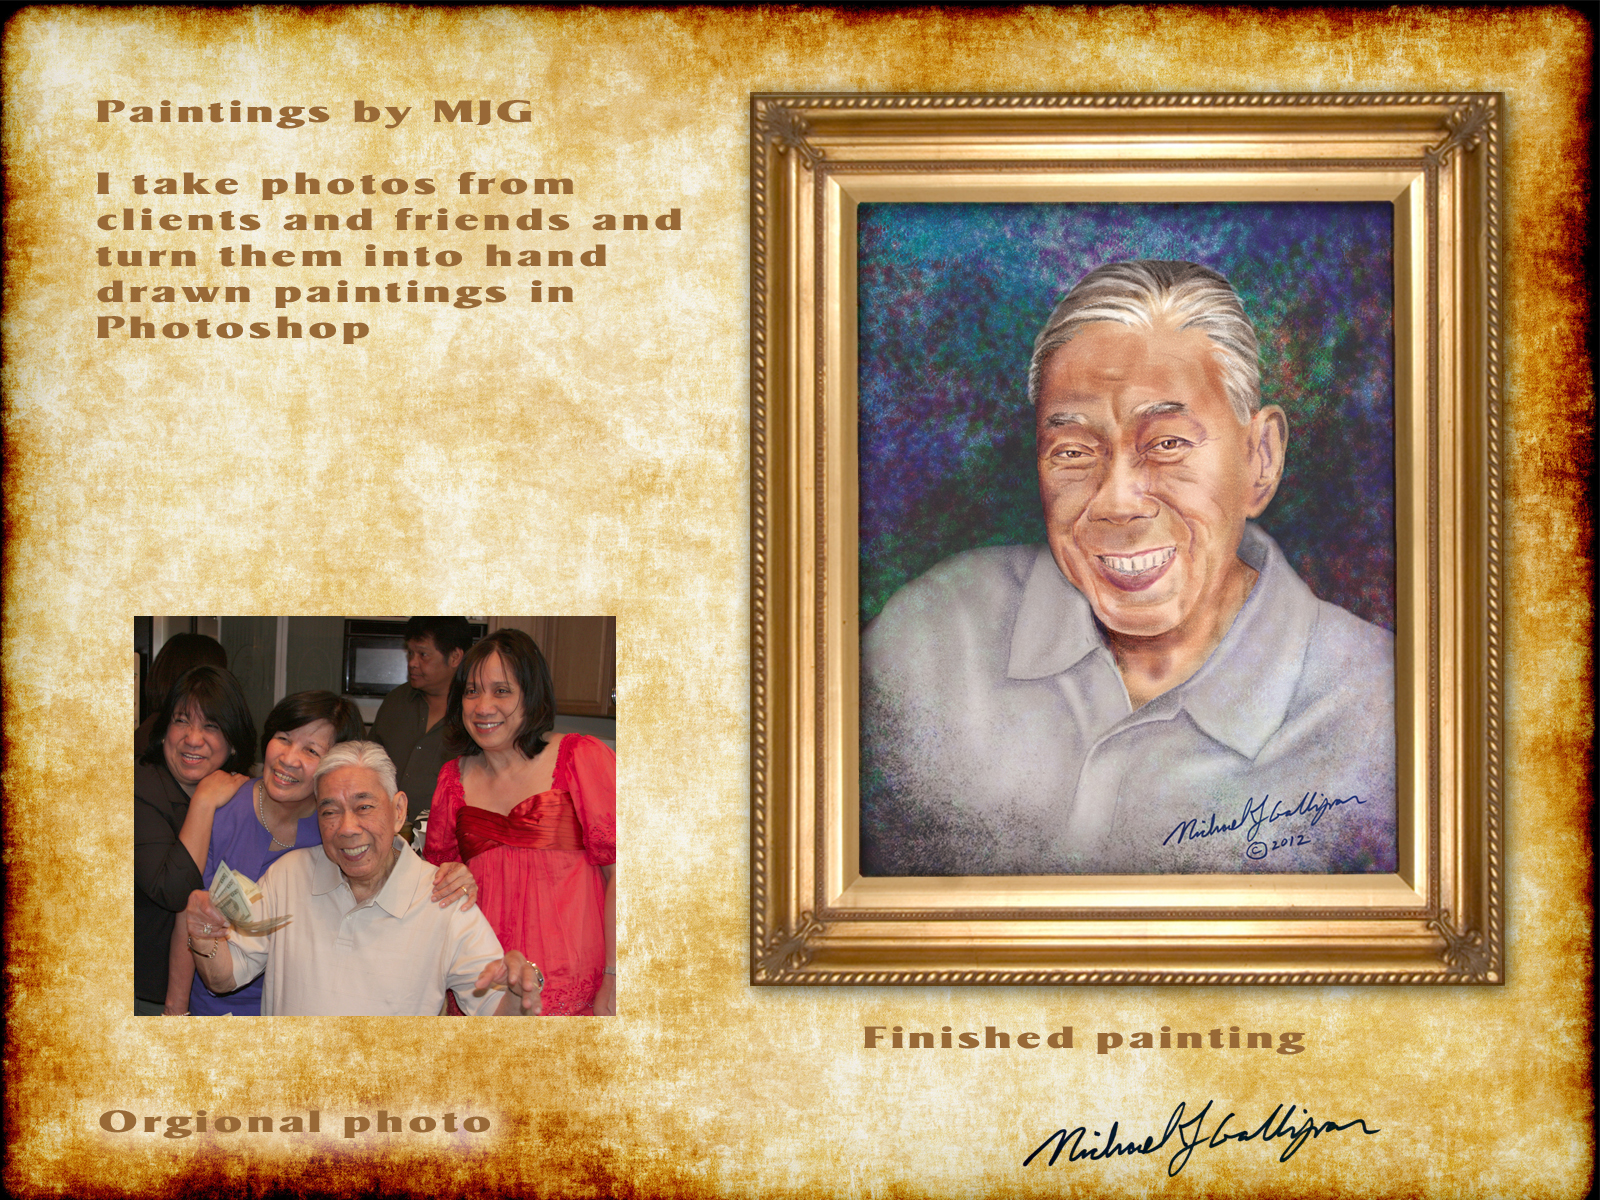 Paintings by MJG
I take photos from
clients and friends and
turn them into hand
drawn paintings in
Photoshop
Michael J Galligan
© 2012
Finished painting
Orgional photo
Michael J Galligan